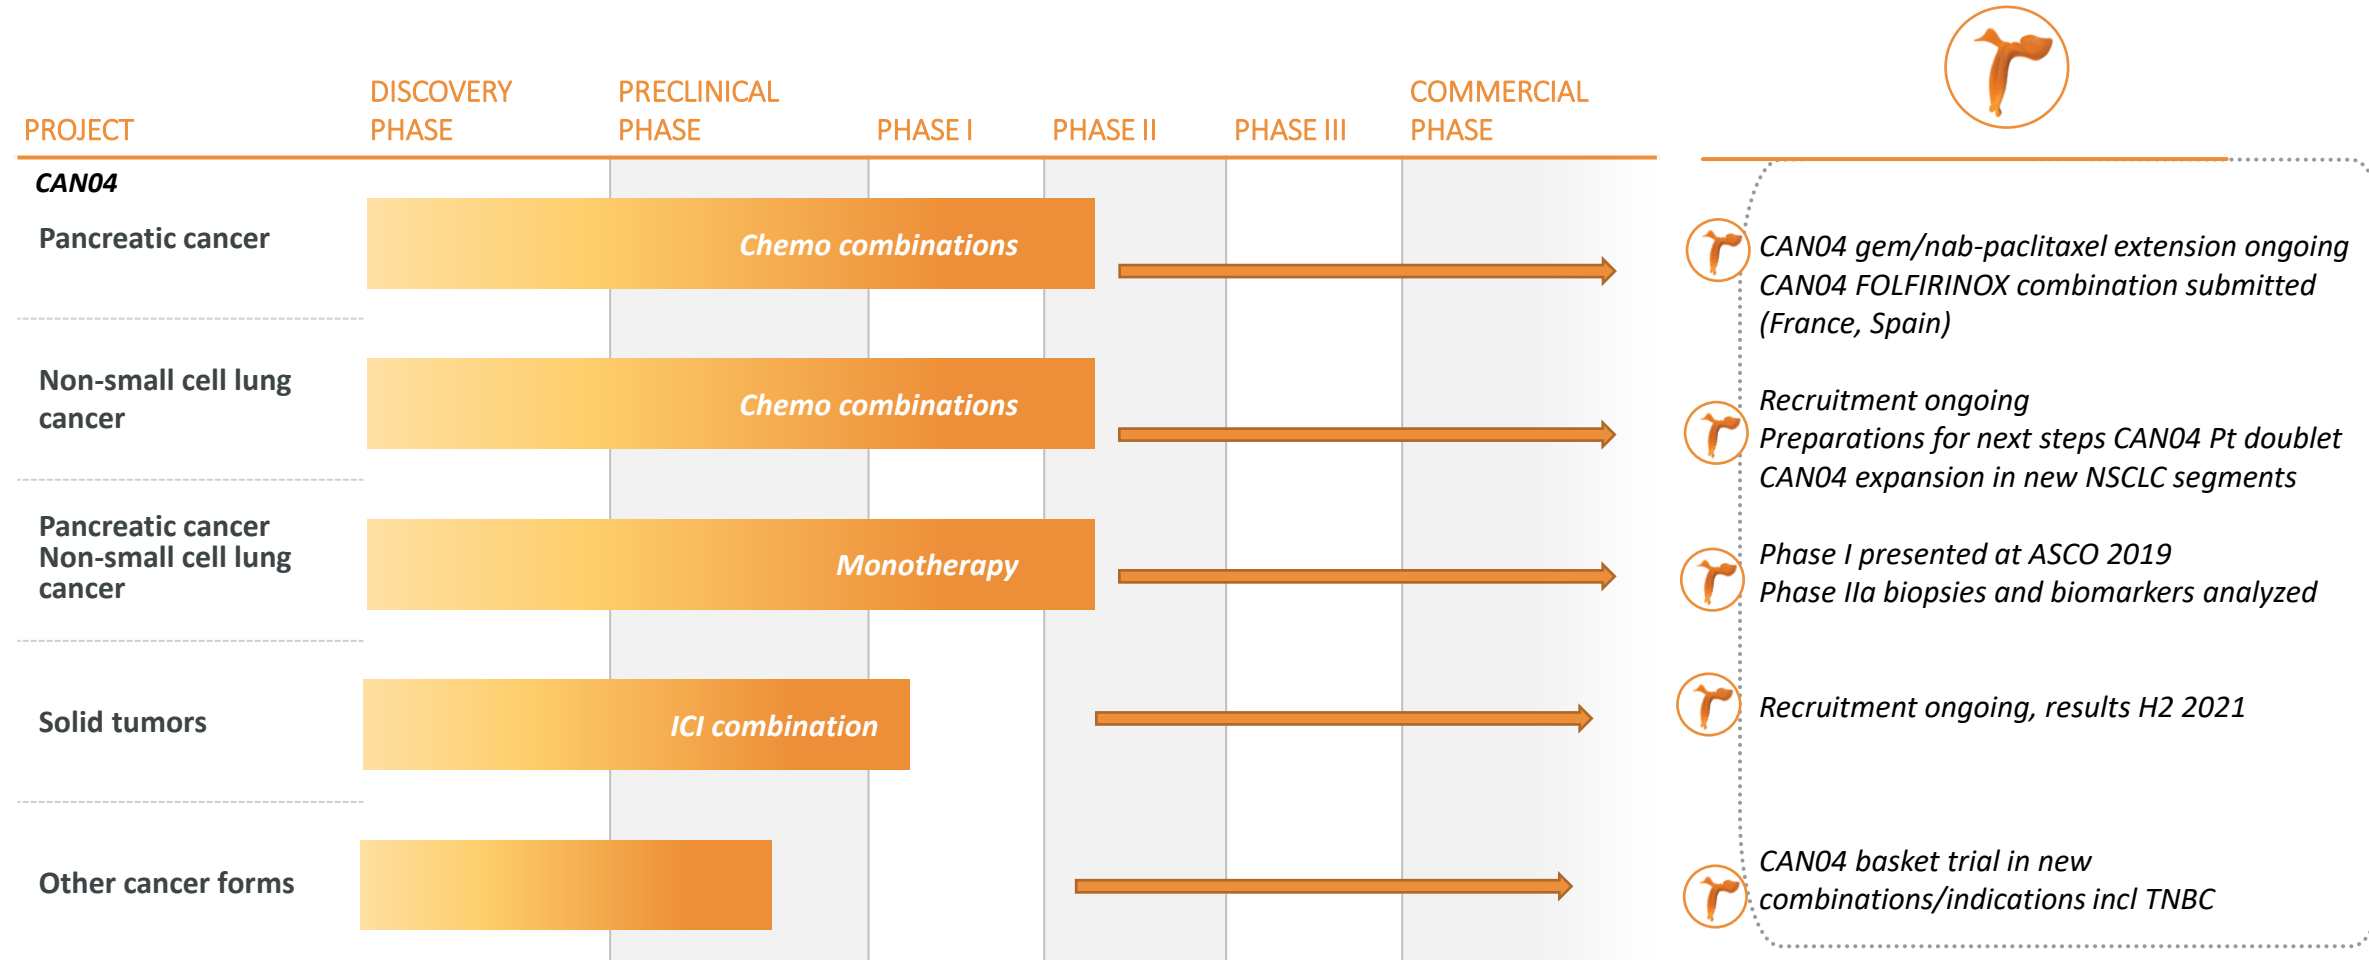 PROJECT
DISCOVERY
PHASE
PRECLINICAL
PHASE
PHASE I
PHASE II
PHASE III
COMMERCIAL
PHASE
CAN04
Pancreatic cancer
Chemo combinations
CAN04 gem/nab-paclitaxel extension ongoing
CAN04 FOLFIRINOX combination submitted
(France, Spain)
Non-small cell lung
cancer
Chemo combinations
Recruitment ongoing
Preparations for next steps CAN04 Pt doublet
CAN04 expansion in new NSCLC segments
Pancreatic cancer
Non-small cell lung
cancer
Monotherapy
Phase I presented at ASCO 2019
Phase IIa biopsies and biomarkers analyzed
Solid tumors
ICI combination
Recruitment ongoing, results H2 2021
Other cancer forms
CAN04 basket trial in new
combinations/indications incl TNBC